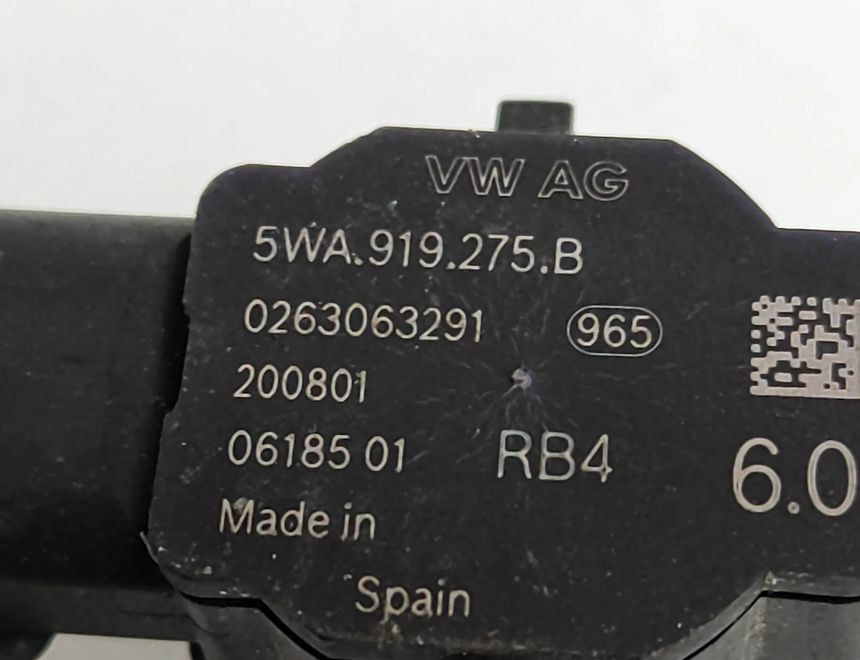 VW AG
5WA.919.275.B
0263063291 965
200801
06185 01 RB4 6.0
Made in
Spain